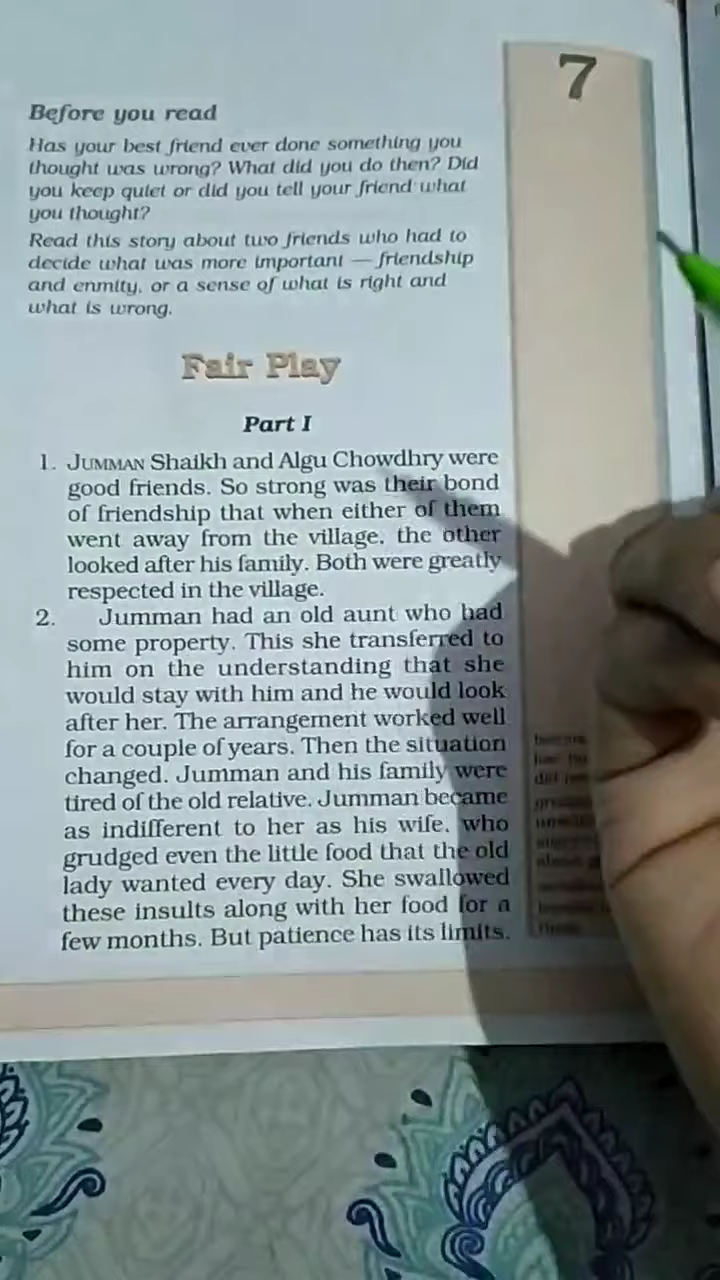 7
Before you read
Has your best friend ever done something you
thought was wrong? What did you do then? Did
you keep quiet or did you tell your friend what
you thought?
Read this story about two friends who had to
decide what was more important — friendship
and enmity, or a sense of what is right and
what is wrong.
Fair Play
Part I
1. JUMMAN Shaikh and Algu Chowdhry were
good friends. So strong was their bond
of friendship that when either of them
went away from the village, the other
looked after his family. Both were greatly
respected in the village.
2. Jumman had an old aunt who had
some property. This she transferred to
him on the understanding that she
would stay with him and he would look
after her. The arrangement worked well
for a couple of years. Then the situation
changed. Jumman and his family were
tired of the old relative. Jumman became
as indifferent to her as his wife, who
grudged even the little food that the old
lady wanted every day. She swallowed
these insults along with her food for a
few months. But patience has its limits.